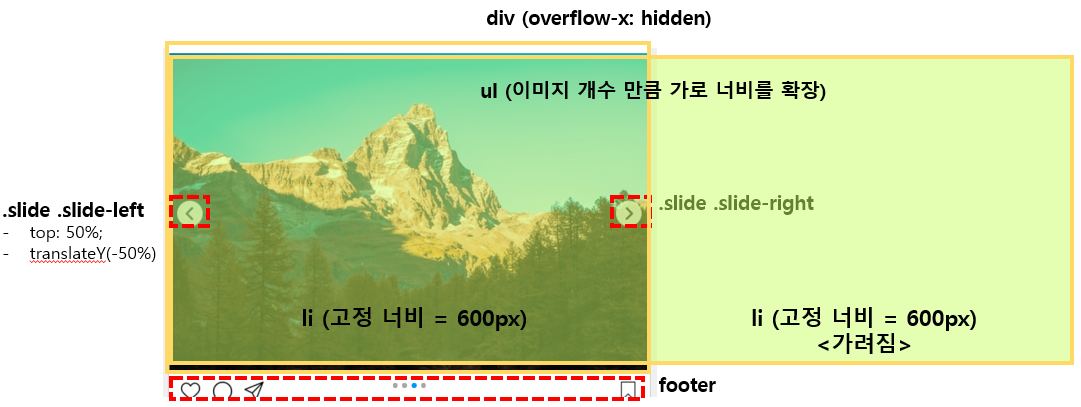 div (overflow-x: hidden)
ul (이미지 개수 만큼 가로 너비를 확장)
.slide .slide-left
- top: 50%;
- translateY(-50%)
.slide .slide-right
li (고정 너비 = 600px)
li (고정 너비 = 600px)
<가려짐>
footer